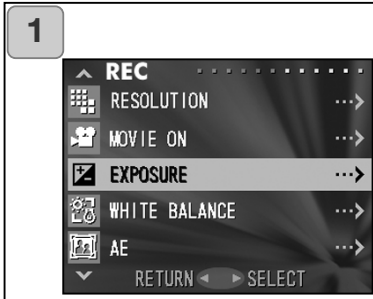 1
REC
RESOLUTION
MOVIE ON
EXPOSURE
WHITE BALANCE
AE
RETURN SELECT